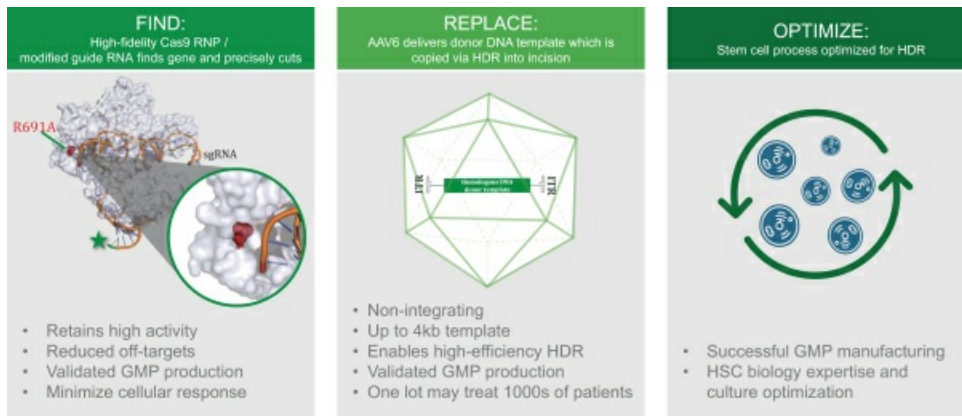 FIND:
High-fidelity Cas9 RNP /
modified guide RNA finds gene and precisely cuts
R691A
sgRNA
• Retains high activity
• Reduced off-targets
• Validated GMP production
• Minimize cellular response
REPLACE:
AAV6 delivers donor DNA template which is
copied via HDR into incision
ITR
Homologous DNA
donor template
ITR
• Non-integrating
• Up to 4kb template
• Enables high-efficiency HDR
• Validated GMP production
• One lot may treat 1000s of patients
OPTIMIZE:
Stem cell process optimized for HDR
• Successful GMP manufacturing
• HSC biology expertise and
culture optimization